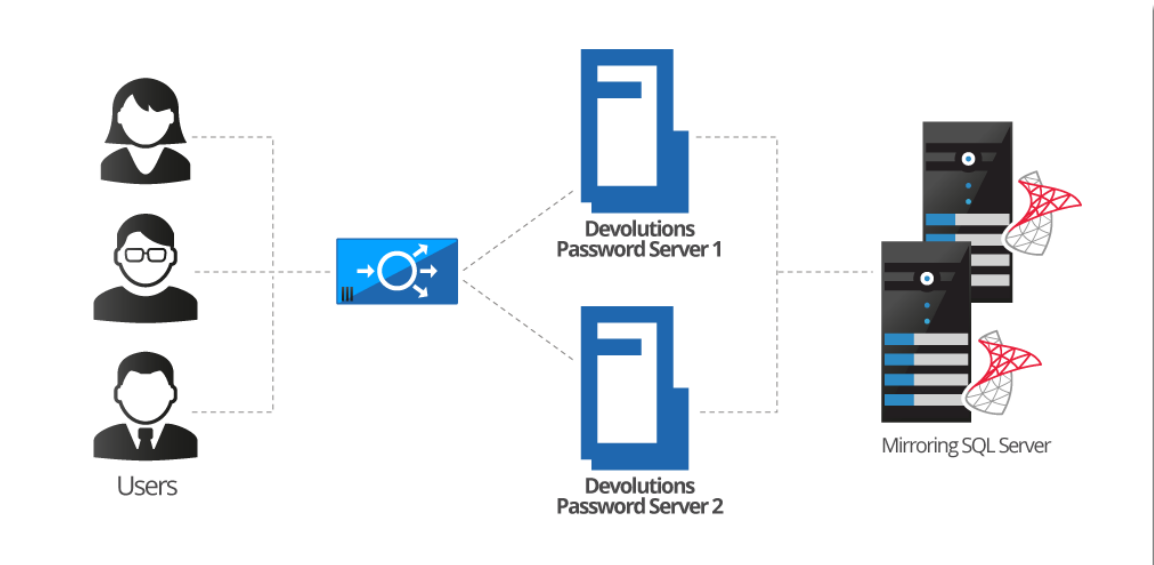 Devolutions
Password Server 1
Mirroring SQL Server
Users
Devolutions
Password Server 2